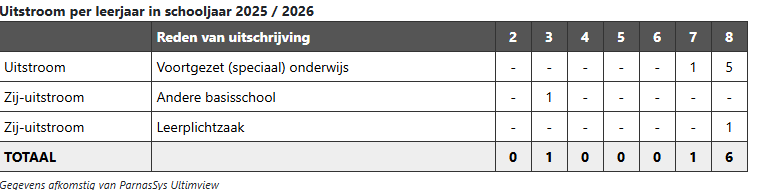 Uitstroom per leerjaar in schooljaar 2025 / 2026
Reden van uitschrijving 2 3 4 5 6 7 8
Uitstroom Voortgezet (speciaal) onderwijs - - - - - 1 5
Zij-uitstroom Andere basisschool - 1 - - - - -
Zij-uitstroom Leerplichtzaak - - - - - - 1
TOTAAL 0 1 0 0 0 1 6
Gegevens afkomstig van ParnasSys Ultimview